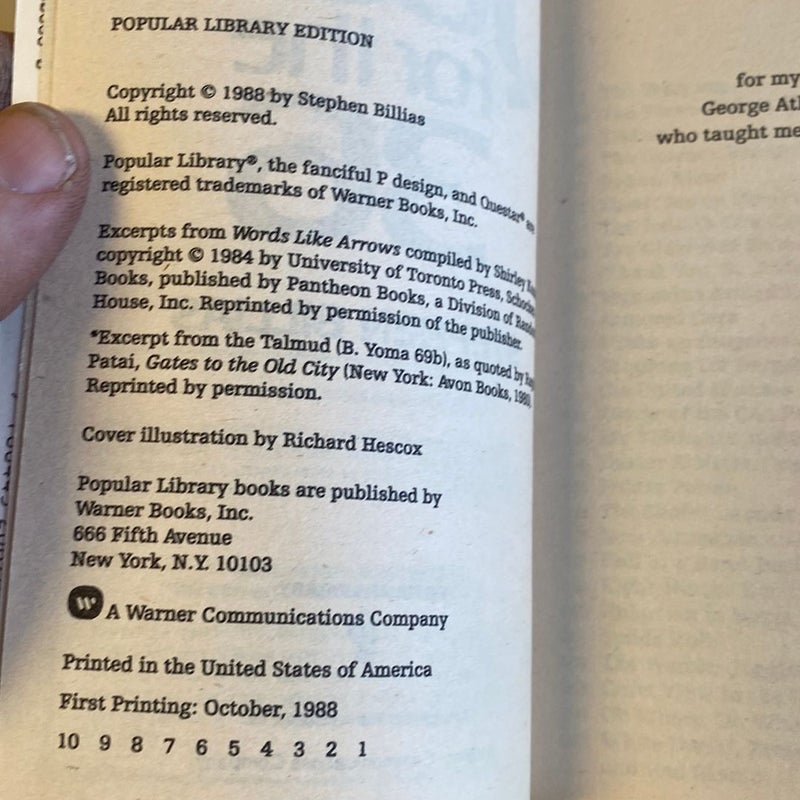 POPULAR LIBRARY EDITION
Copyright © 1988 by Stephen Billias
All rights reserved.
Popular Library®, the fanciful P design, and Questar® are
registered trademarks of Warner Books, Inc.
Excerpts from Words Like Arrows compiled by Shirley
copyright © 1984 by University of Toronto Press,
Books, published by Pantheon Books, a Division of
House, Inc. Reprinted by permission of the publisher.
*Excerpt from the Talmud (B. Yoma 69b), as quoted by
Patai, Gates to the Old City (New York: Avon Books, 1980,
Reprinted by permission.
Cover illustration by Richard Hescox
Popular Library books are published by
Warner Books, Inc.
666 Fifth Avenue
New York, N.Y. 10103
A Warner Communications Company
Printed in the United States of America
First Printing: October, 1988
10 9 8 7 6 5 4 3 2 1
for my
George
who taught me